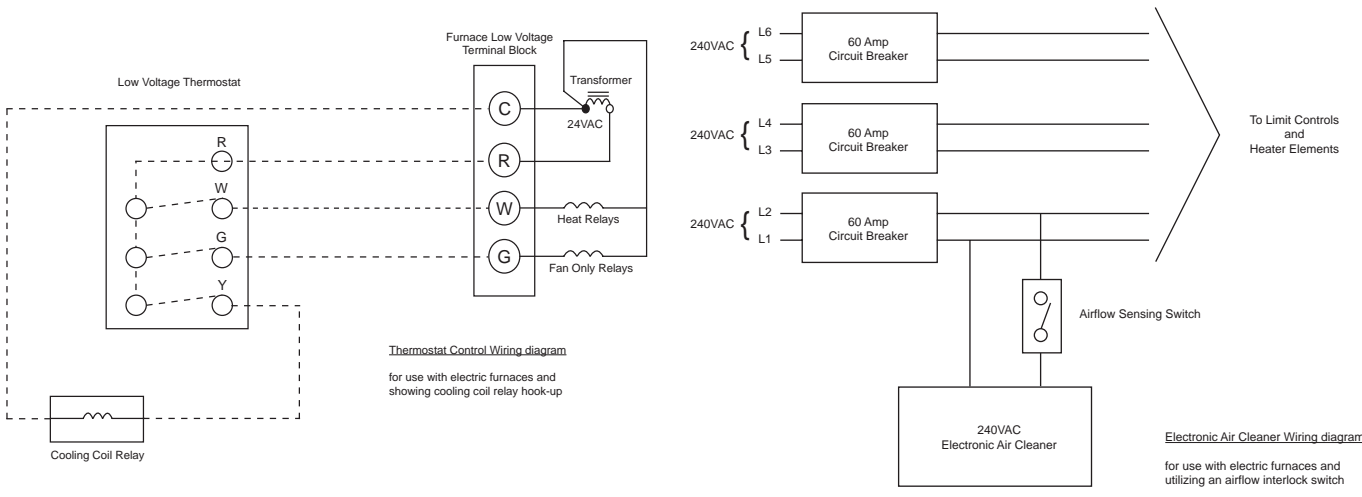 Furnace Low Voltage
Terminal Block
Low Voltage Thermostat
Transformer
24VAC
C
R
W
G
Heat Relays
Fan Only Relays
R
W
G
Y
Thermostat Control Wiring diagram
for use with electric furnaces and
showing cooling coil relay hook-up
Cooling Coil Relay
240VAC { L6
L5
60 Amp
Circuit Breaker
240VAC { L4
L3
60 Amp
Circuit Breaker
240VAC { L2
L1
60 Amp
Circuit Breaker
To Limit Controls
and
Heater Elements
Airflow Sensing Switch
240VAC
Electronic Air Cleaner
Electronic Air Cleaner Wiring diagram
for use with electric furnaces and
utilizing an airflow interlock switch